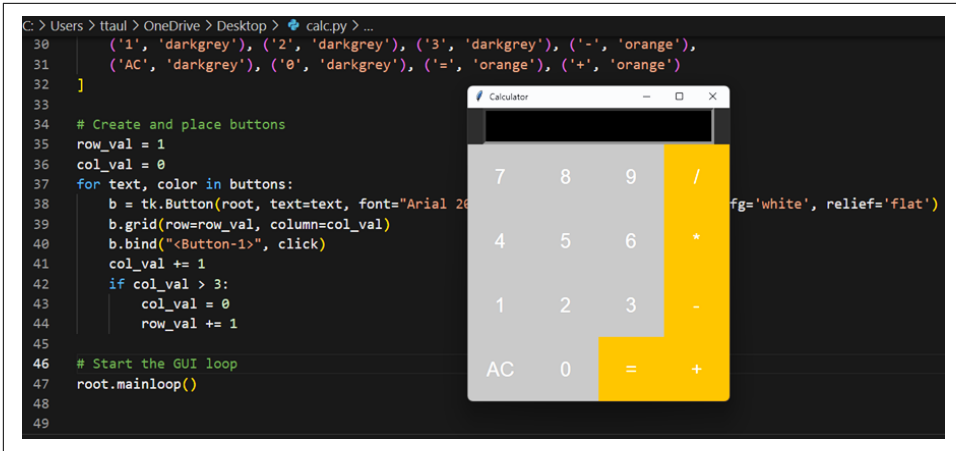 C: > Users > ttaul > OneDrive > Desktop > calc.py > ...
30 ('1', 'darkgrey'), ('2', 'darkgrey'), ('3', 'darkgrey'), ('-', 'orange'),
31 ('AC', 'darkgrey'), ('0', 'darkgrey'), ('=', 'orange'), ('+', 'orange')
32 ]
33
34 # Create and place buttons
35 row_val = 1
36 col_val = 0
37 for text, color in buttons:
38 b = tk.Button(root, text=text, font="Arial 20 fg='white', relief='flat')
39 b.grid(row=row_val, column=col_val)
40 b.bind("<Button-1>", click)
41 col_val += 1
42 if col_val > 3:
43 col_val = 0
44 row_val += 1
45
46 # Start the GUI loop
47 root.mainloop()
48
49
Calculator
7 8 9 /
4 5 6 *
1 2 3 -
AC 0 = +